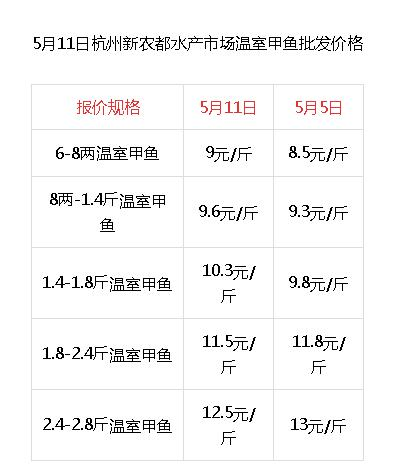 5月11日杭州新农都水产市场温室甲鱼批发价格
报价规格 5月11日 5月5日
6-8两温室甲鱼 9元/斤 8.5元/斤
8两-1.4斤温室甲
鱼 9.6元/斤 9.3元/斤
1.4-1.8斤温室甲鱼 10.3元/
斤 9.8元/斤
1.8-2.4斤温室甲鱼 11.5元/
斤 11.8元/
斤
2.4-2.8斤温室甲鱼 12.5元/
斤 13元/斤